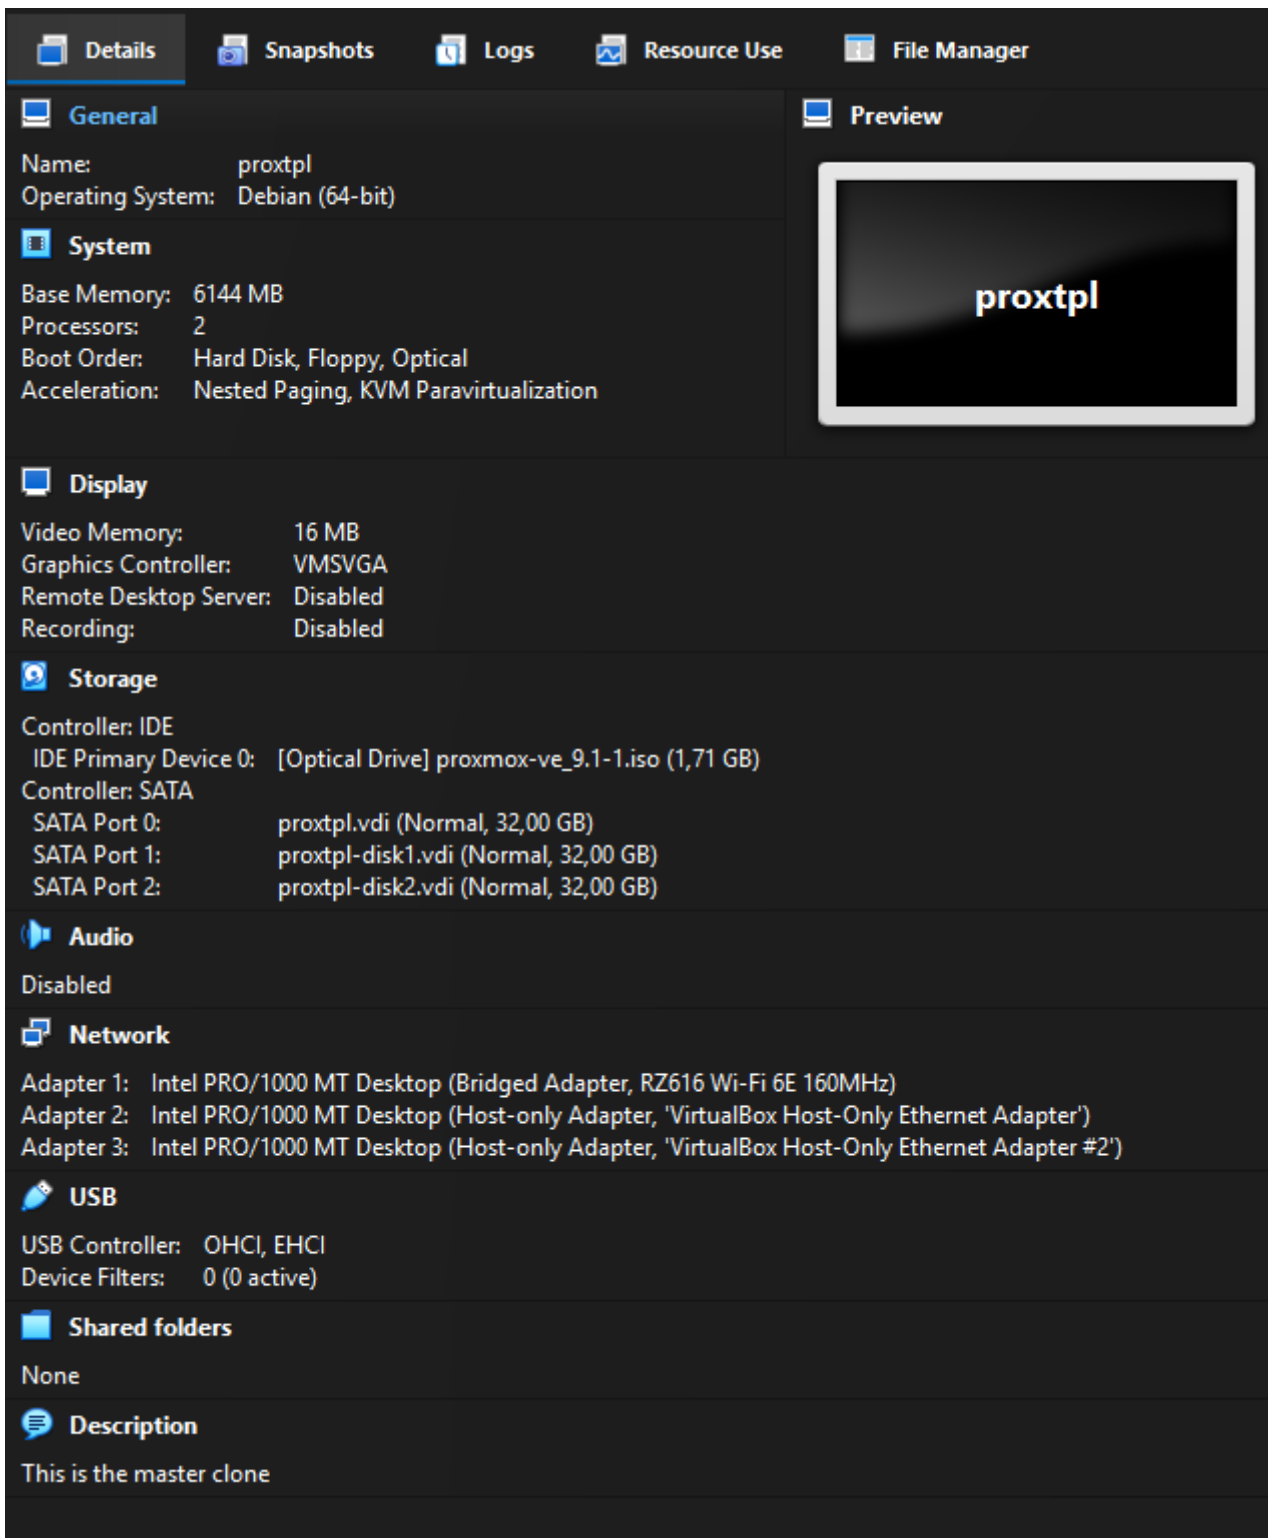 Details Snapshots Logs Resource Use File Manager
General
Name: proxtpl
Operating System: Debian (64-bit)
Preview
proxtpl
System
Base Memory: 6144 MB
Processors: 2
Boot Order: Hard Disk, Floppy, Optical
Acceleration: Nested Paging, KVM Paravirtualization
Display
Video Memory: 16 MB
Graphics Controller: VMSVGA
Remote Desktop Server: Disabled
Recording: Disabled
Storage
Controller: IDE
IDE Primary Device 0: [Optical Drive] proxmox-ve_9.1-1.iso (1,71 GB)
Controller: SATA
SATA Port 0: proxtpl.vdi (Normal, 32,00 GB)
SATA Port 1: proxtpl-disk1.vdi (Normal, 32,00 GB)
SATA Port 2: proxtpl-disk2.vdi (Normal, 32,00 GB)
Audio
Disabled
Network
Adapter 1: Intel PRO/1000 MT Desktop (Bridged Adapter, RZ616 Wi-Fi 6E 160MHz)
Adapter 2: Intel PRO/1000 MT Desktop (Host-only Adapter, 'VirtualBox Host-Only Ethernet Adapter')
Adapter 3: Intel PRO/1000 MT Desktop (Host-only Adapter, 'VirtualBox Host-Only Ethernet Adapter #2')
USB
USB Controller: OHCI, EHCI
Device Filters: 0 (0 active)
Shared folders
None
Description
This is the master clone